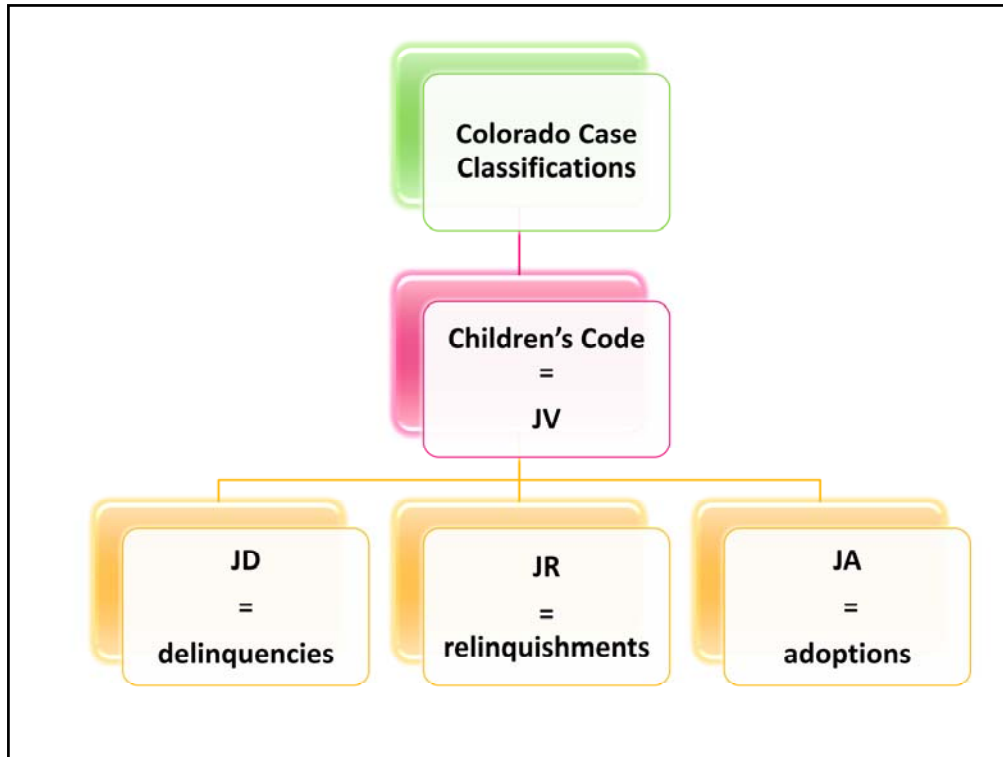 Colorado Case
Classifications
Children’s Code
=
JV
JD
=
delinquencies
JR
=
relinquishments
JA
=
adoptions